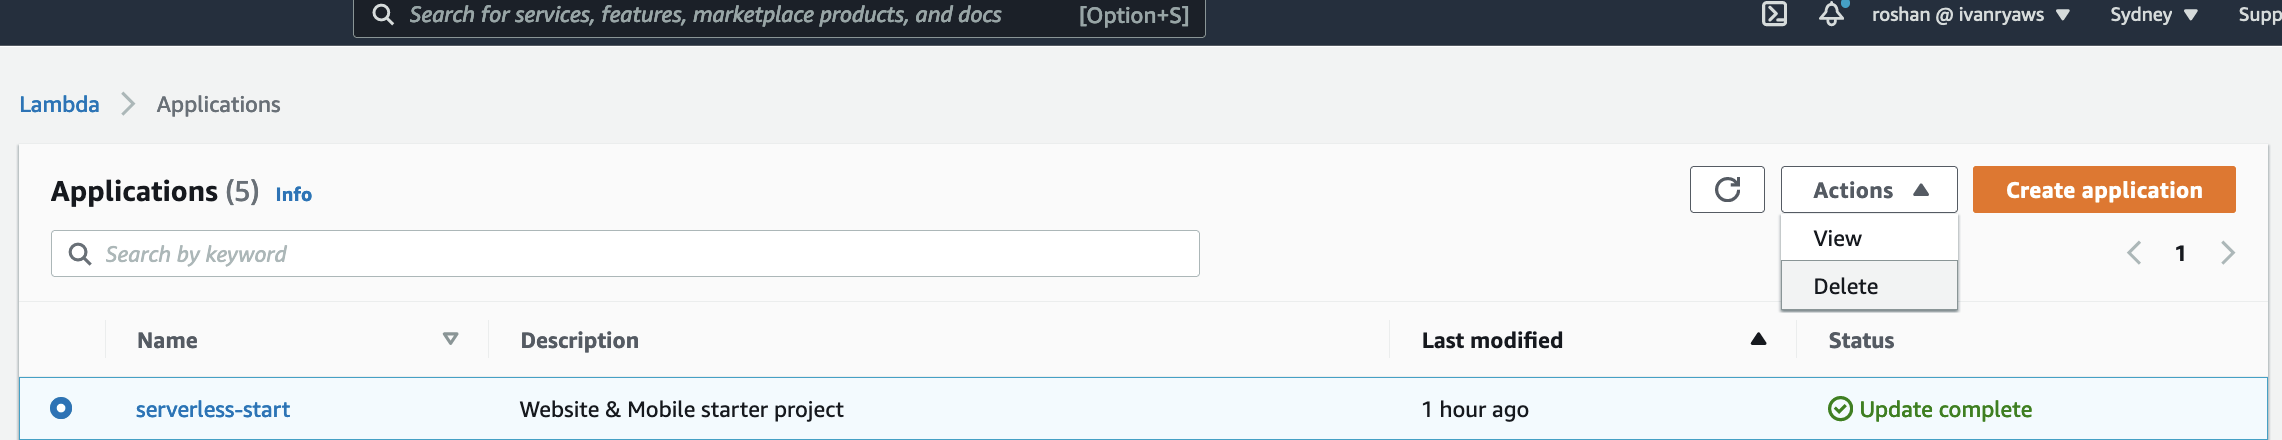 Search for services, features, marketplace products, and docs [Option+S] roshan @ ivanryaws Sydney Supp
Lambda Applications
Applications (5) Info Actions Create application
View
Search by keyword 1
Delete
Name Description Last modified Status
serverless-start Website & Mobile starter project 1 hour ago Update complete